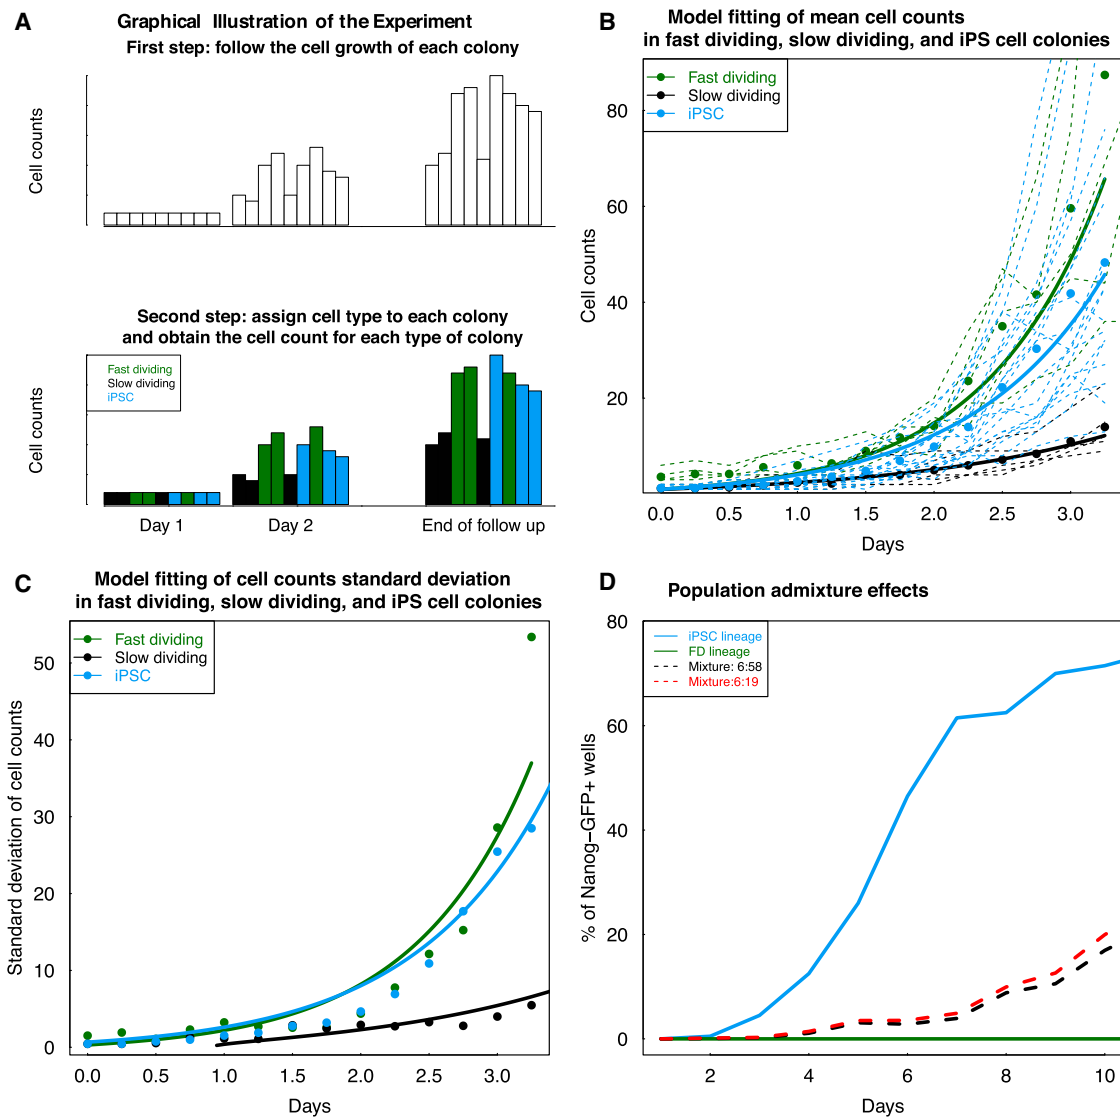 A
Graphical Illustration of the Experiment
First step: follow the cell growth of each colony
Cell counts
Second step: assign cell type to each colony
and obtain the cell count for each type of colony
Fast dividing
Slow dividing
iPSC
Cell counts
Day 1
Day 2
End of follow up
B
Model fitting of mean cell counts
in fast dividing, slow dividing, and iPS cell colonies
Fast dividing
Slow dividing
iPSC
Cell counts
80
60
40
20
0.0 0.5 1.0 1.5 2.0 2.5 3.0
Days
C
Model fitting of cell counts standard deviation
in fast dividing, slow dividing, and iPS cell colonies
Fast dividing
Slow dividing
iPSC
Standard deviation of cell counts
50
40
30
20
10
0
0.0 0.5 1.0 1.5 2.0 2.5 3.0
Days
D
Population admixture effects
iPSC lineage
FD lineage
Mixture: 6:58
Mixture:6:19
% of Nanog−GFP+ wells
80
60
40
20
0
2 4 6 8 10
Days